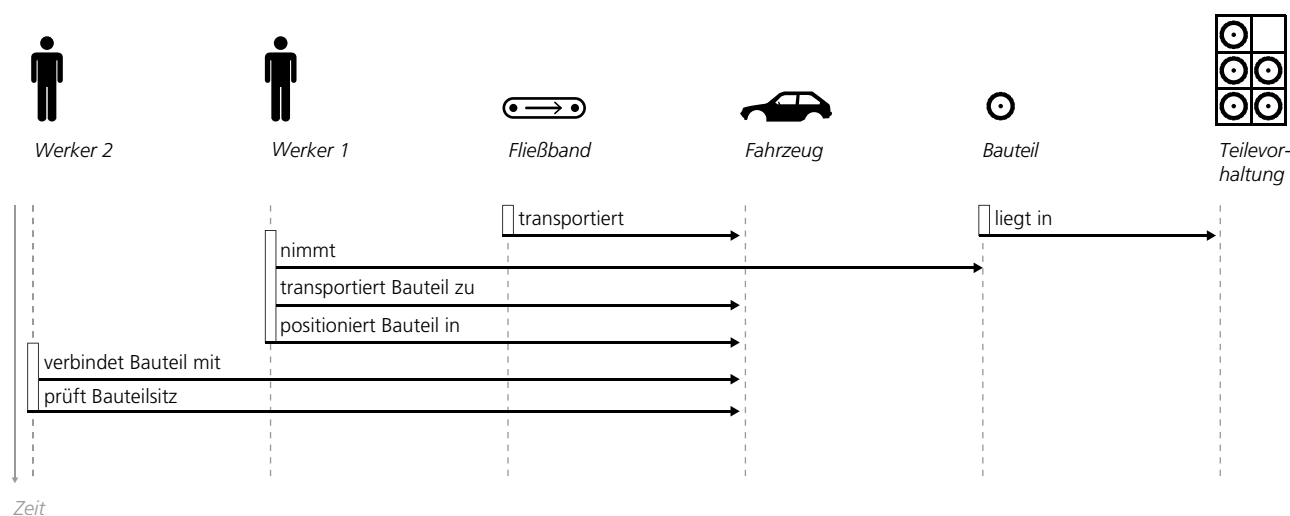 Werker 2
Werker 1
Fließband
Fahrzeug
Bauteil
Teilevor-
haltung
transportiert
liegt in
nimmt
transportiert Bauteil zu
positioniert Bauteil in
verbindet Bauteil mit
prüft Bauteilsitz
Zeit